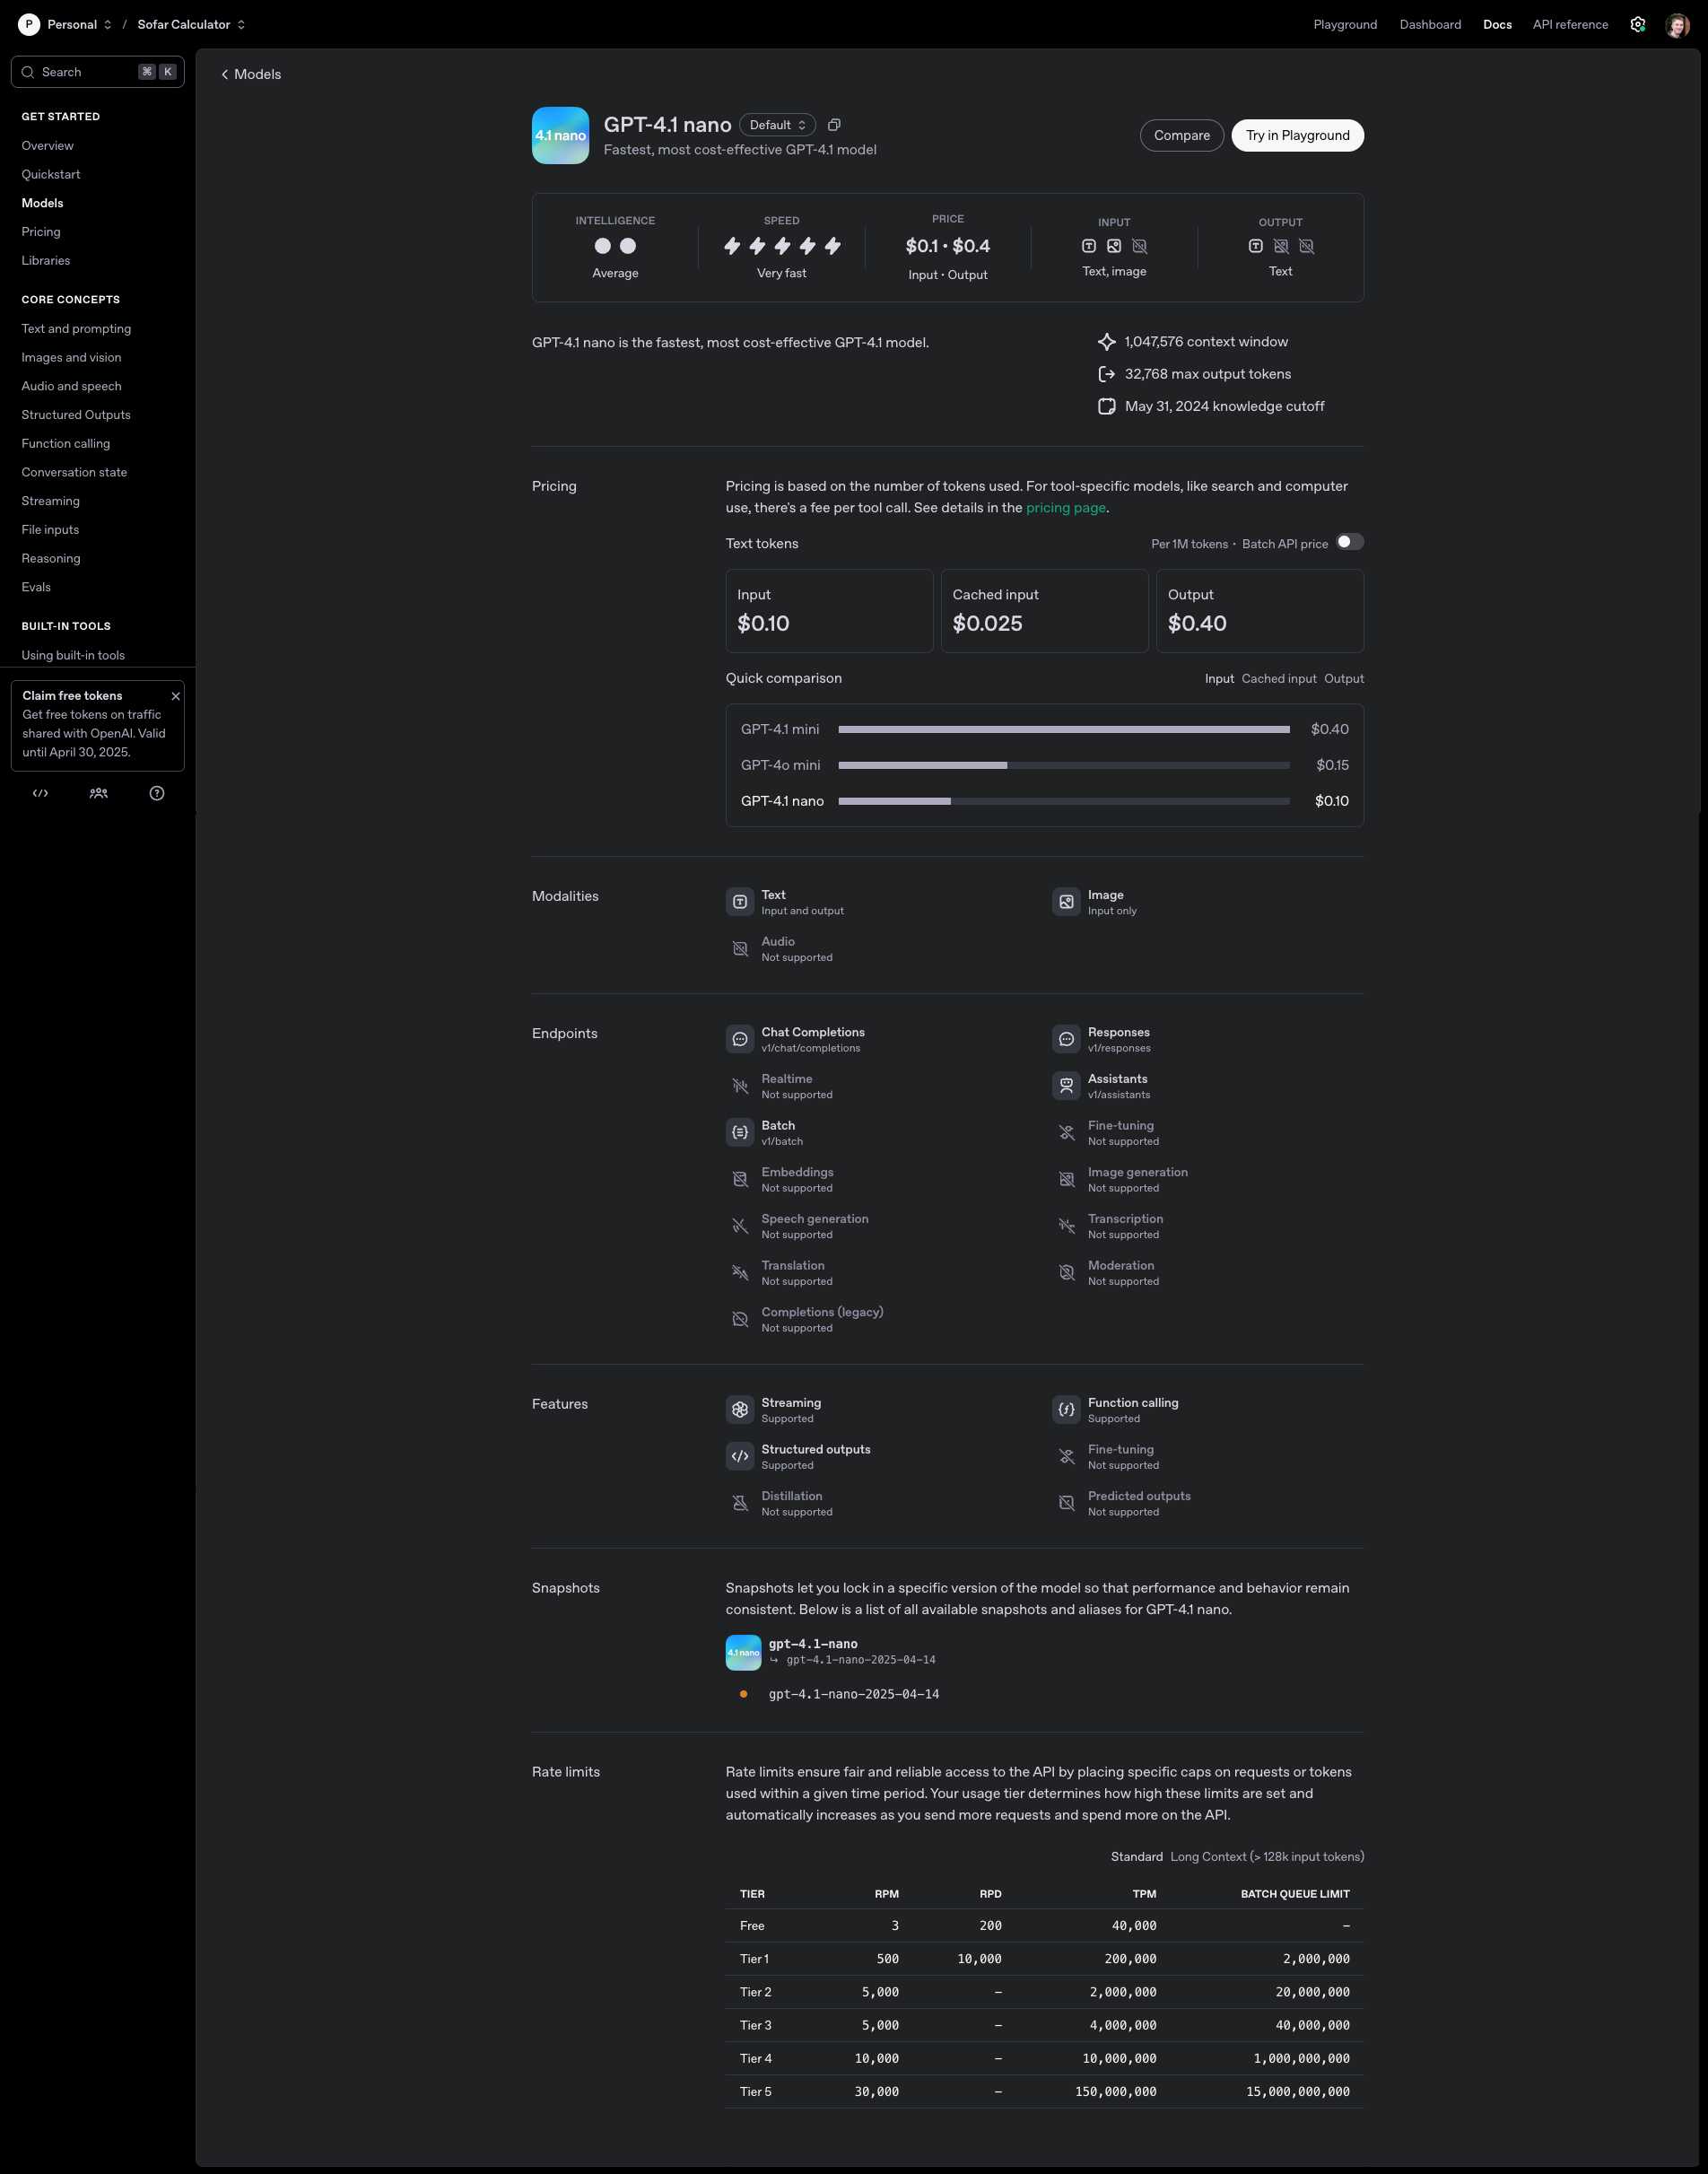 P Personal / Sofar Calculator
Playground Dashboard Docs API reference
Search ⌘ K
GET STARTED
Overview
Quickstart
Models
Pricing
Libraries
CORE CONCEPTS
Text and prompting
Images and vision
Audio and speech
Structured Outputs
Function calling
Conversation state
Streaming
File inputs
Reasoning
Evals
BUILT-IN TOOLS
Using built-in tools
Claim free tokens
Get free tokens on traffic
shared with OpenAI. Valid
until April 30, 2025.
Models
4.1 nano
GPT-4.1 nano Default
Fastest, most cost-effective GPT-4.1 model
Compare Try in Playground
INTELLIGENCE
Average
SPEED
Very fast
PRICE
$0.1 • $0.4
Input • Output
INPUT
Text, image
OUTPUT
Text
GPT-4.1 nano is the fastest, most cost-effective GPT-4.1 model.
1,047,576 context window
32,768 max output tokens
May 31, 2024 knowledge cutoff
Pricing
Pricing is based on the number of tokens used. For tool-specific models, like search and computer
use, there's a fee per tool call. See details in the pricing page.
Text tokens
Per 1M tokens • Batch API price
Input
$0.10
Cached input
$0.025
Output
$0.40
Quick comparison
Input Cached input Output
GPT-4.1 mini $0.40
GPT-4o mini $0.15
GPT-4.1 nano $0.10
Modalities
Text
Input and output
Image
Input only
Audio
Not supported
Endpoints
Chat Completions
v1/chat/completions
Responses
v1/responses
Realtime
Not supported
Assistants
v1/assistants
Batch
v1/batch
Fine-tuning
Not supported
Embeddings
Not supported
Image generation
Not supported
Speech generation
Not supported
Transcription
Not supported
Translation
Not supported
Moderation
Not supported
Completions (legacy)
Not supported
Features
Streaming
Supported
Function calling
Supported
Structured outputs
Supported
Fine-tuning
Not supported
Distillation
Not supported
Predicted outputs
Not supported
Snapshots
Snapshots let you lock in a specific version of the model so that performance and behavior remain
consistent. Below is a list of all available snapshots and aliases for GPT-4.1 nano.
4.1 nano
gpt-4.1-nano
↪ gpt-4.1-nano-2025-04-14
gpt-4.1-nano-2025-04-14
Rate limits
Rate limits ensure fair and reliable access to the API by placing specific caps on requests or tokens
used within a given time period. Your usage tier determines how high these limits are set and
automatically increases as you send more requests and spend more on the API.
Standard Long Context (> 128k input tokens)
TIER RPM RPD TPM BATCH QUEUE LIMIT
Free 3 200 40,000 –
Tier 1 500 10,000 200,000 2,000,000
Tier 2 5,000 – 2,000,000 20,000,000
Tier 3 5,000 – 4,000,000 40,000,000
Tier 4 10,000 – 10,000,000 1,000,000,000
Tier 5 30,000 – 150,000,000 15,000,000,000